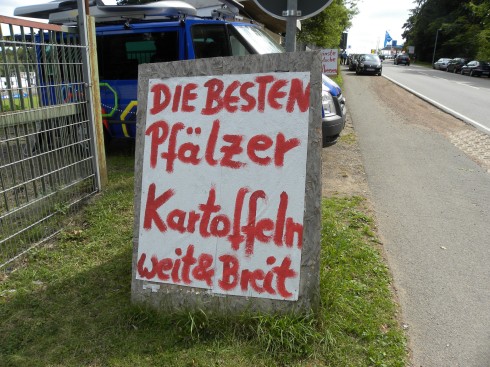 DIE BESTEN
Pfälzer
Kartoffeln
weit & Breit